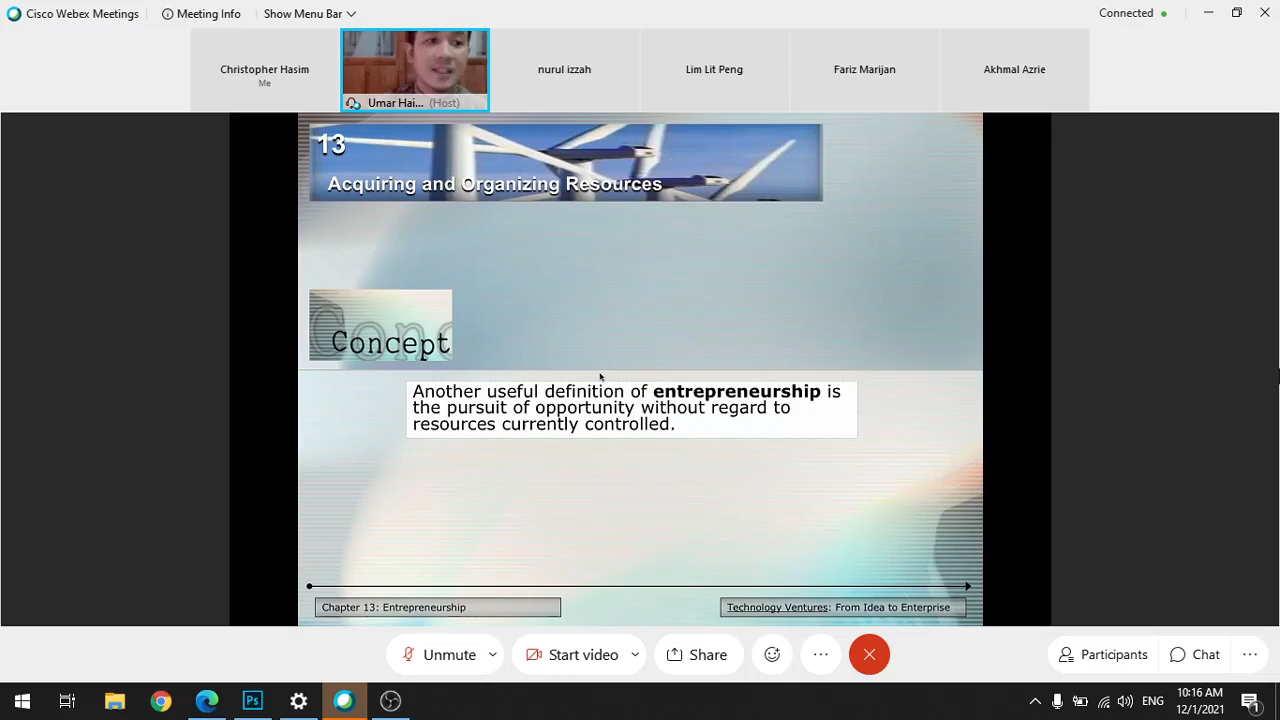 Cisco Webex Meetings
Meeting Info
Show Menu Bar
Connected
Christopher Hasim
Me
Umar Hai... (Host)
nurul izzah
Lim Lit Peng
Fariz Marijan
Akhmal Azrie
13
Acquiring and Organizing Resources
Concept
Another useful definition of entrepreneurship is
the pursuit of opportunity without regard to
resources currently controlled.
Chapter 13: Entrepreneurship
Technology Ventures: From Idea to Enterprise
Unmute
Start video
Share
Participants
Chat
Ps
ENG
10:16 AM
12/1/2021
1